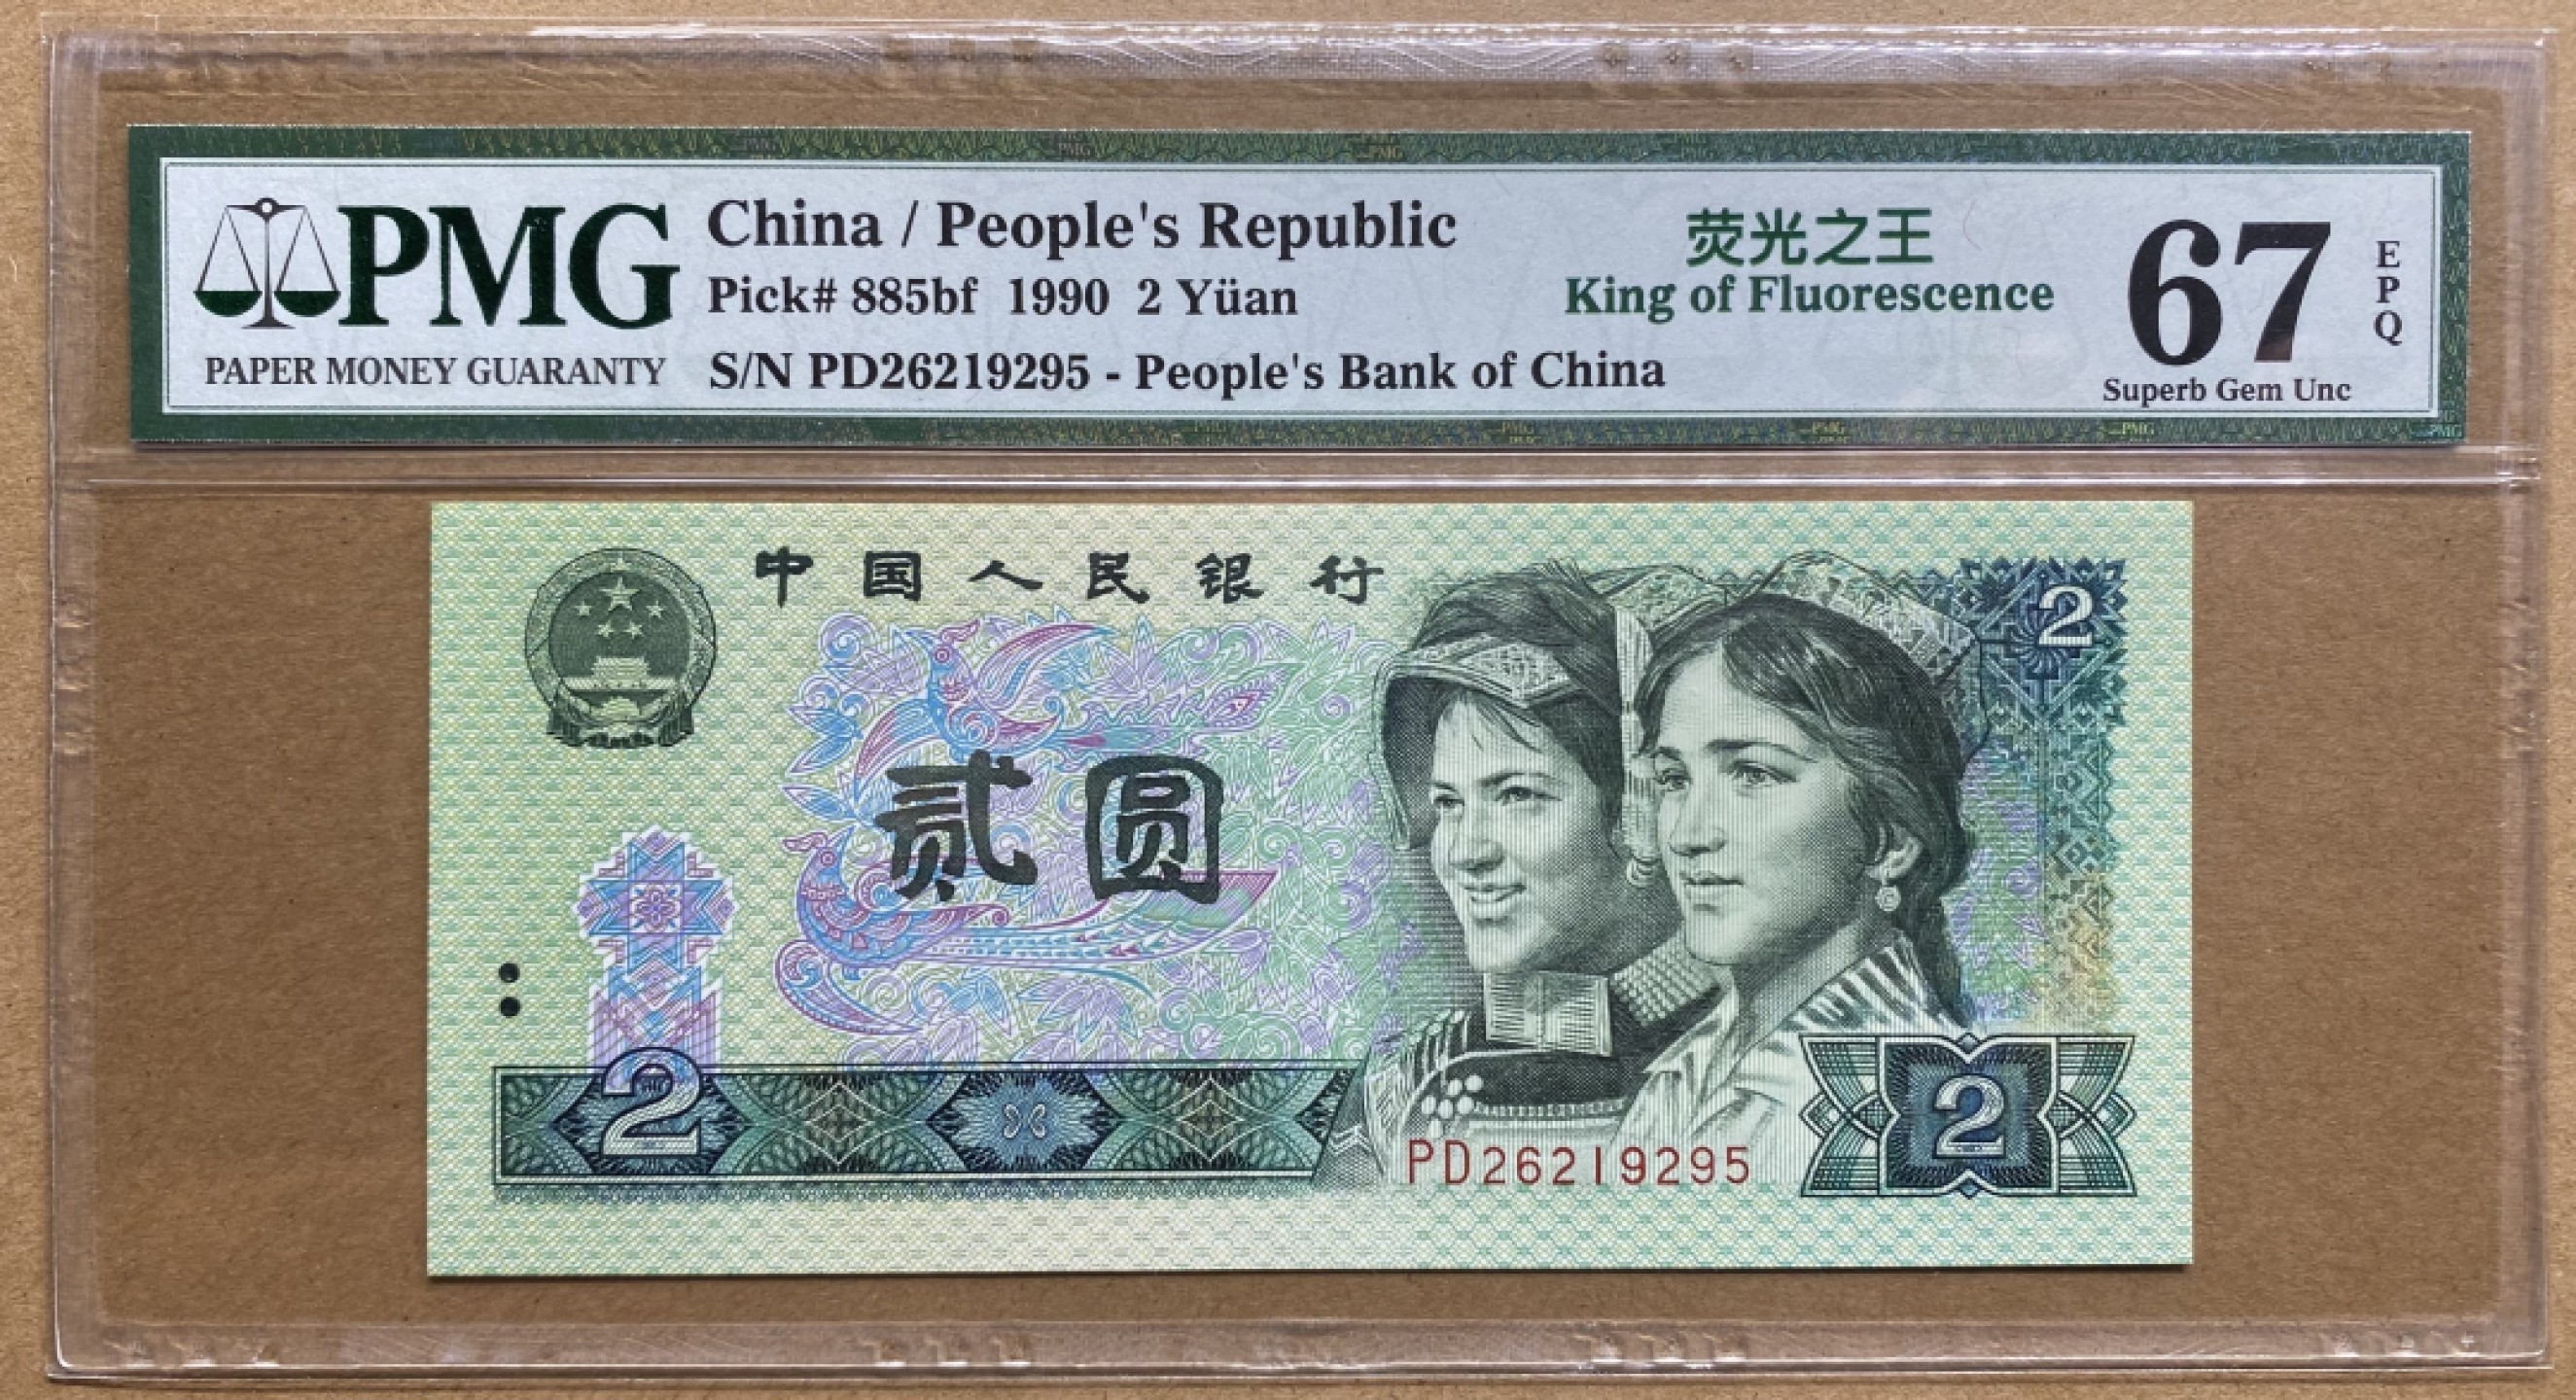 PMG
PAPER MONEY GUARANTY
China / People's Republic
Pick# 885bf 1990 2 Yüan
S/N PD26219295 - People's Bank of China
荧光之王
King of Fluorescence
67
EPQ
Superb Gem Unc
中国人民银行
2
贰圆
2
2
PD26219295